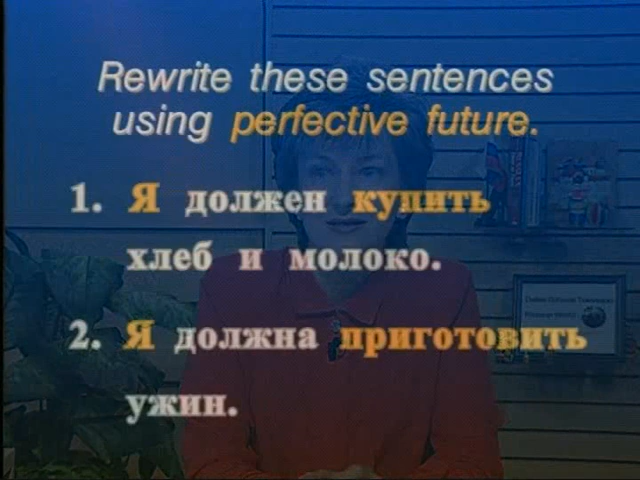 Rewrite these sentences
using perfective future.
1. Я должен купить
хлеб и молоко.
2. Я должна приготовить
ужин.